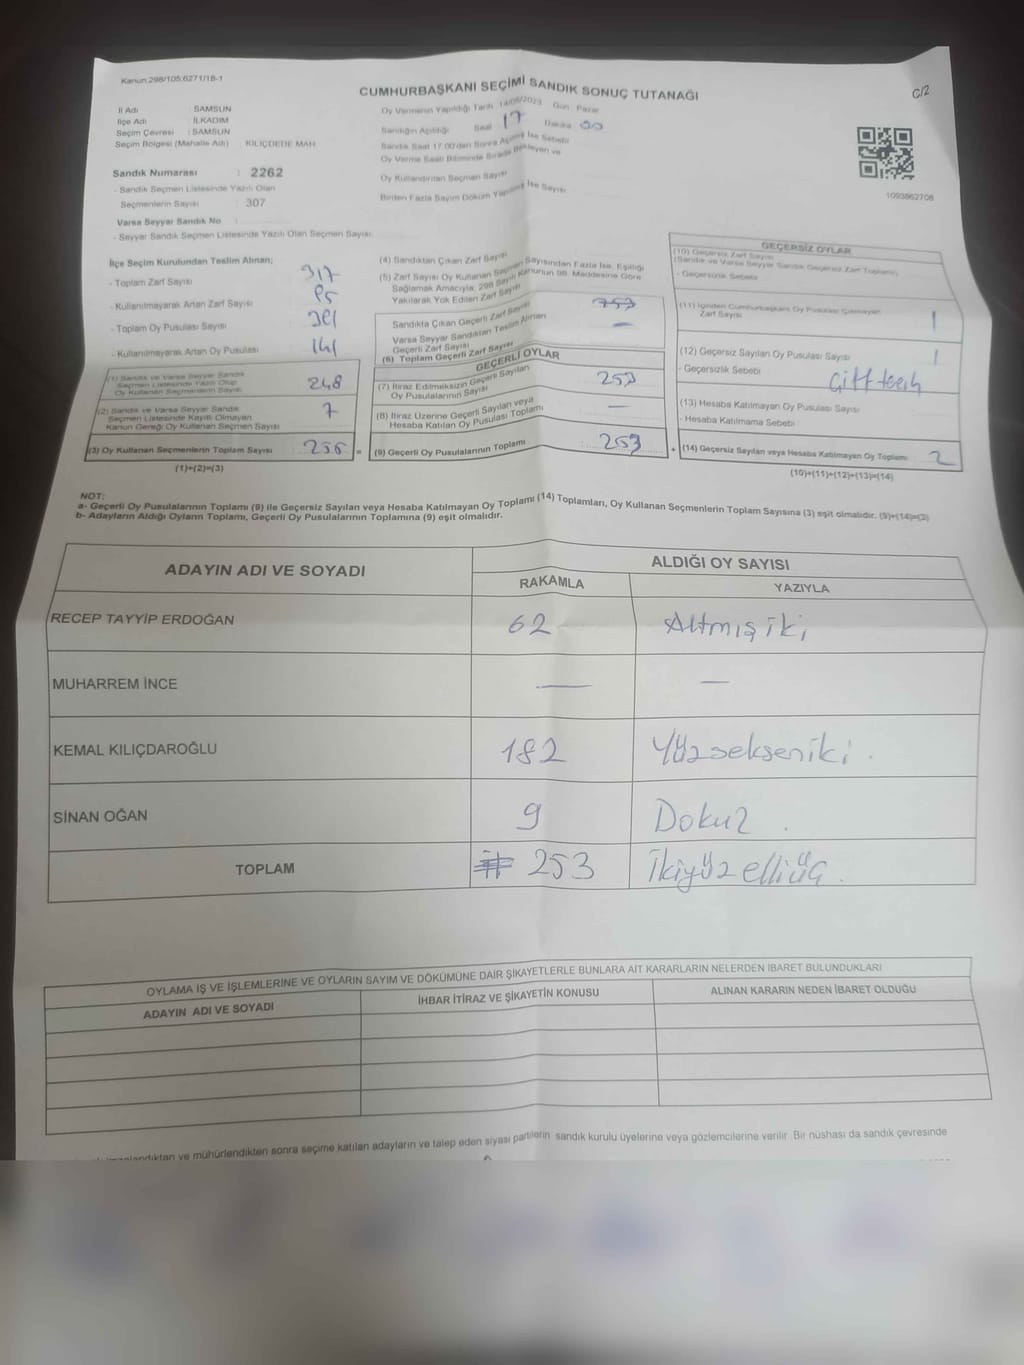 Kanun:298/105;6271/18-1
CUMHURBAŞKANI SEÇİMİ SANDIK SONUÇ TUTANAĞI
C/2
İl Adı : SAMSUN
İlçe Adı : İLKADIM
Seçim Çevresi : SAMSUN
Seçim Bölgesi (Mahalle Adı) KILIÇDEDE MAH
Sandık Numarası : 2262
- Sandık Seçmen Listesinde Yazılı Olan
Seçmenlerin Sayısı : 307
Varsa Seyyar Sandık No :
- Seyyar Sandık Seçmen Listesinde Yazılı Olan Seçmen Sayısı:
Oy Vermenin Yapıldığı Tarih : 14/05/2023 Gün : Pazar
Sandığın Açıldığı Saat 17 Dakika 00
Sandık Saat 17:00'den Sonra Açılmış İse Sebebi
Oy Verme Saati Bitiminde Sırada Bekleyen ve
Oy Kullandırılan Seçmen Sayısı
Birden Fazla Sayım Döküm Yapılmış İse Sayısı
1093862708
İlçe Seçim Kurulundan Teslim Alınan;
- Toplam Zarf Sayısı 317
- Kullanılmayarak Artan Zarf Sayısı
- Toplam Oy Pusulası Sayısı
- Kullanılmayarak Artan Oy Pusulası 141
(1) Sandık ve Varsa Seyyar Sandık
Seçmen Listesinde Yazılı Olup
Oy Kullanan Seçmenlerin Sayısı 248
(2) Sandık ve Varsa Seyyar Sandık
Seçmen Listesinde Kayıtlı Olmayan
Kanun Gereği Oy Kullanan Seçmen Sayısı 7
(3) Oy Kullanan Seçmenlerin Toplam Sayısı : 255 =
(1)+(2)=(3)
(4) Sandıktan Çıkan Zarf Sayısı
(5) Zarf Sayısı Oy Kullanan Seçmen Sayısından Fazla İse, Eşitliği
Sağlamak Amacıyla, 298 Sayılı Kanunun 98. Maddesine Göre
Yakılarak Yok Edilen Zarf Sayısı
Sandıkta Çıkan Geçerli Zarf Sayısı 253
Varsa Seyyar Sandıktan Teslim Alınan
Geçerli Zarf Sayısı —
(6) Toplam Geçerli Zarf Sayısı
GEÇERLİ OYLAR
(7) İtiraz Edilmeksizin Geçerli Sayılan
Oy Pusulalarının Sayısı 253
(8) İtiraz Üzerine Geçerli Sayılan veya
Hesaba Katılan Oy Pusulası Toplamı —
(9) Geçerli Oy Pusulalarının Toplamı : 253 +
GEÇERSİZ OYLAR
(10) Geçersiz Zarf Sayısı
(Sandık ve Varsa Seyyar Sandık Geçersiz Zarf Toplamı)
- Geçersizlik Sebebi
(11) İçinden Cumhurbaşkanı Oy Pusulası Çıkmayan
Zarf Sayısı 1
(12) Geçersiz Sayılan Oy Pusulası Sayısı 1
- Geçersizlik Sebebi Çift tercih
(13) Hesaba Katılmayan Oy Pusulası Sayısı
- Hesaba Katılmama Sebebi
(14) Geçersiz Sayılan veya Hesaba Katılmayan Oy Toplamı 2
(10)+(11)+(12)+(13)=(14)
NOT:
a- Geçerli Oy Pusulalarının Toplamı (9) ile Geçersiz Sayılan veya Hesaba Katılmayan Oy Toplamı (14) Toplamları, Oy Kullanan Seçmenlerin Toplam Sayısına (3) eşit olmalıdır. (9)+(14)=(3)
b- Adayların Aldığı Oyların Toplamı, Geçerli Oy Pusulalarının Toplamına (9) eşit olmalıdır.
ADAYIN ADI VE SOYADI
ALDIĞI OY SAYISI
RAKAMLA YAZIYLA
RECEP TAYYİP ERDOĞAN 62 Altmış iki
MUHARREM İNCE — —
KEMAL KILIÇDAROĞLU 182 Yüzsekseniki .
SİNAN OĞAN 9 Dokuz .
TOPLAM 253 İkiyüz elliüç .
OYLAMA İŞ VE İŞLEMLERİNE VE OYLARIN SAYIM VE DÖKÜMÜNE DAİR ŞİKAYETLERLE BUNLARA AİT KARARLARIN NELERDEN İBARET BULUNDUKLARI
ADAYIN ADI VE SOYADI İHBAR İTİRAZ VE ŞİKAYETİN KONUSU ALINAN KARARIN NEDEN İBARET OLDUĞU
ve mühürlendikten sonra seçime katılan adayların ve talep eden siyasi partilerin sandık kurulu üyelerine veya gözlemcilerine verilir. Bir nüshası da sandık çevresinde